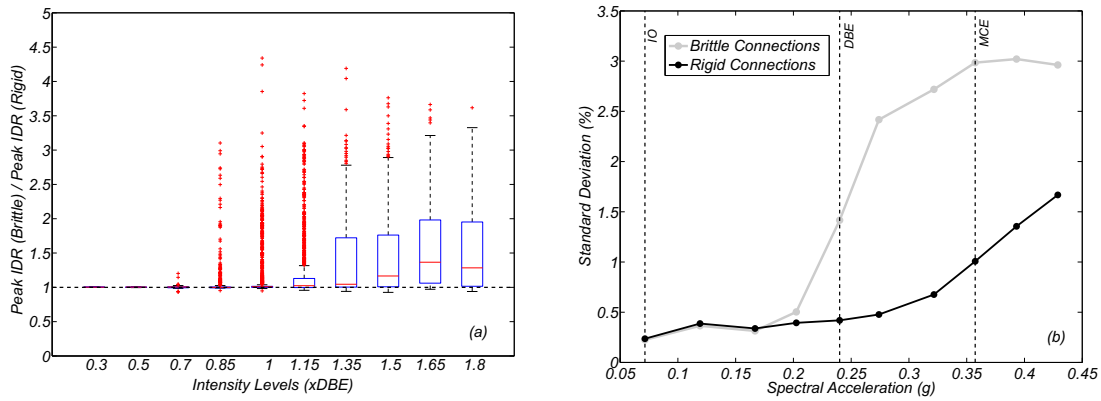 5
4.5
4
3.5
3
2.5
2
1.5
1
0.5
0
Peak IDR (Brittle) / Peak IDR (Rigid)
(a)
0.3 0.5 0.7 0.85 1 1.15 1.35 1.5 1.65 1.8
Intensity Levels (xDBE)
3.5
3
2.5
2
1.5
1
0.5
0
Standard Deviation (%)
IO
DBE
MCE
Brittle Connections
Rigid Connections
(b)
0.05 0.1 0.15 0.2 0.25 0.3 0.35 0.4 0.45
Spectral Acceleration (g)